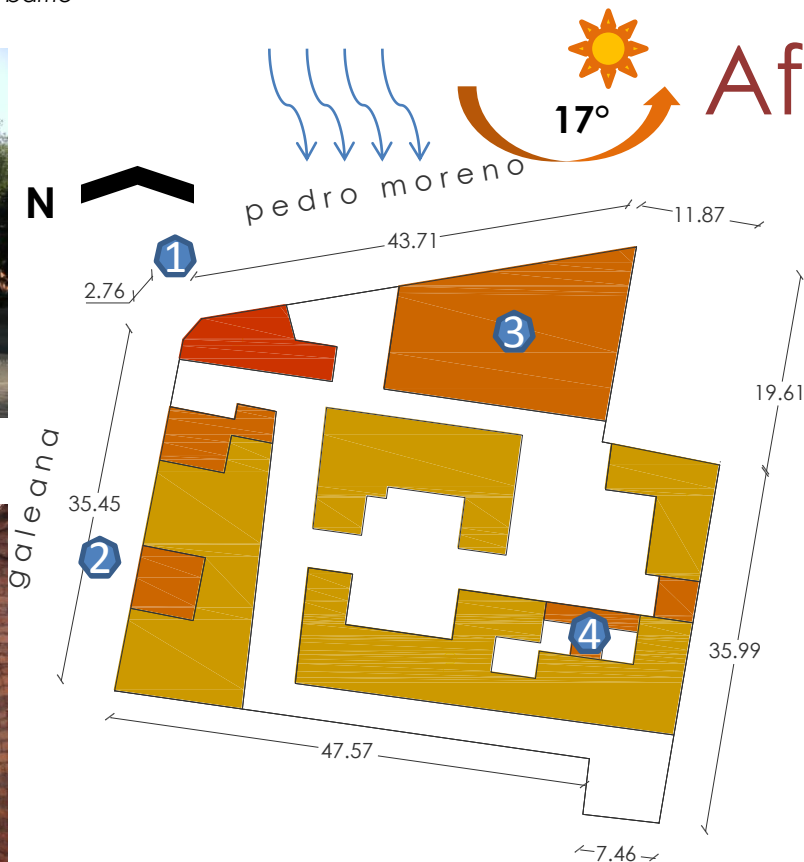 barrio
Af
17°
N
pedro moreno
1
43.71
11.87
2.76
3
19.61
galeana
35.45
2
4
35.99
47.57
7.46